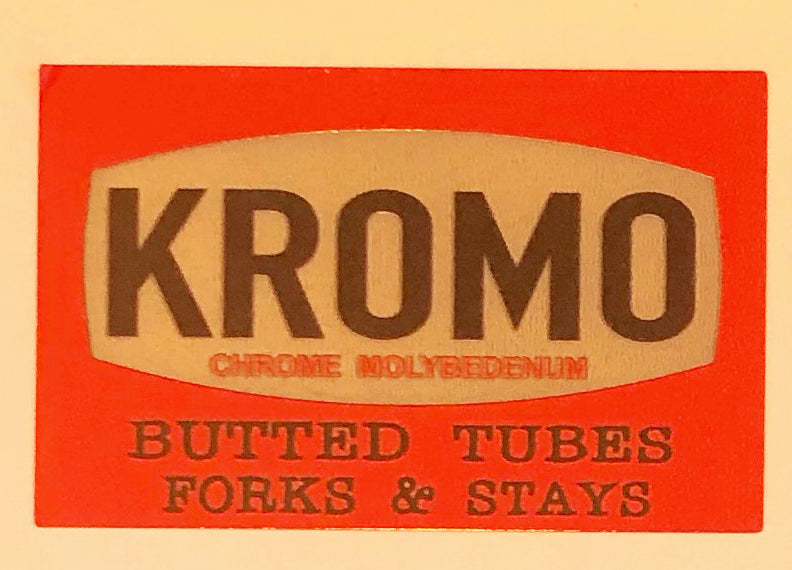 KROMO
CHROME MOLYBEDENUM
BUTTED TUBES
FORKS & STAYS